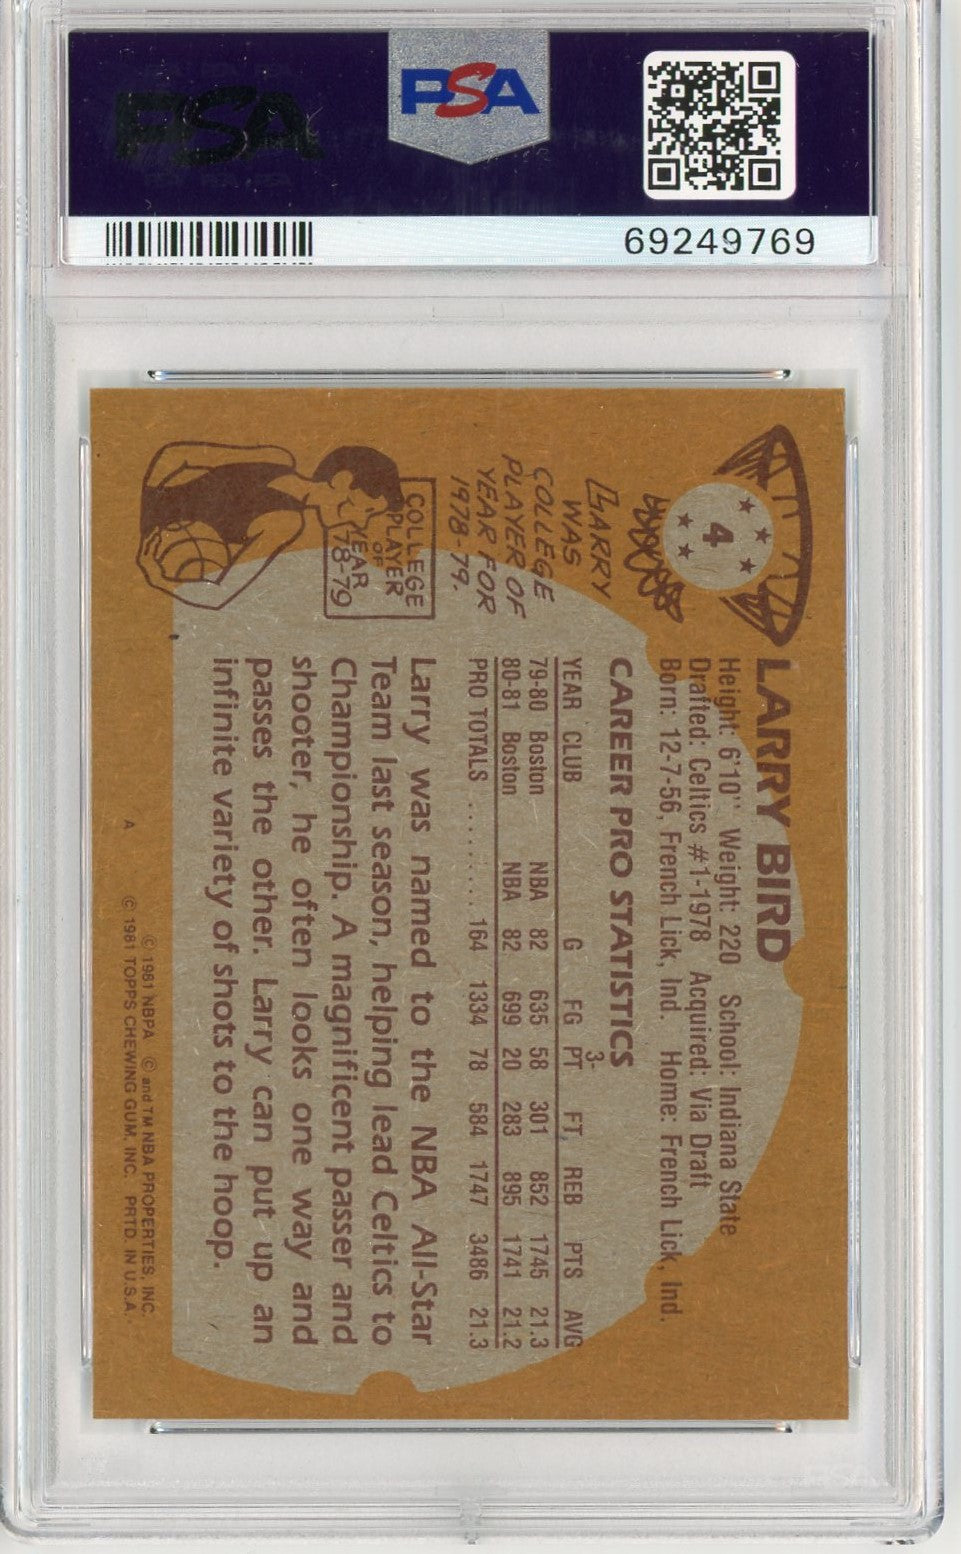 PSA
PSA
69249769
4
LARRY BIRD
Height: 6'10" Weight: 220 School: Indiana State
Drafted: Celtics #1-1978 Acquired: Via Draft
Born: 12-7-56, French Lick, Ind. Home: French Lick, Ind.
CAREER PRO STATISTICS
YEAR CLUB G FG 3-PT FT REB PTS AVG
79-80 Boston NBA 82 635 58 301 852 1745 21.3
80-81 Boston NBA 82 699 20 283 895 1741 21.2
PRO TOTALS .......... 164 1334 78 584 1747 3486 21.3
LARRY
WAS
COLLEGE
PLAYER OF
YEAR FOR
1978-79.
COLLEGE
PLAYER
OF
YEAR
78-79
Larry was named to the NBA All-Star
Team last season, helping lead Celtics to
Championship. A magnificent passer and
shooter, he often looks one way and
passes the other. Larry can put up an
infinite variety of shots to the hoop.
© 1981 NBPA © and TM NBA PROPERTIES, INC.
A © 1981 TOPPS CHEWING GUM, INC. PRTD. IN U.S.A.